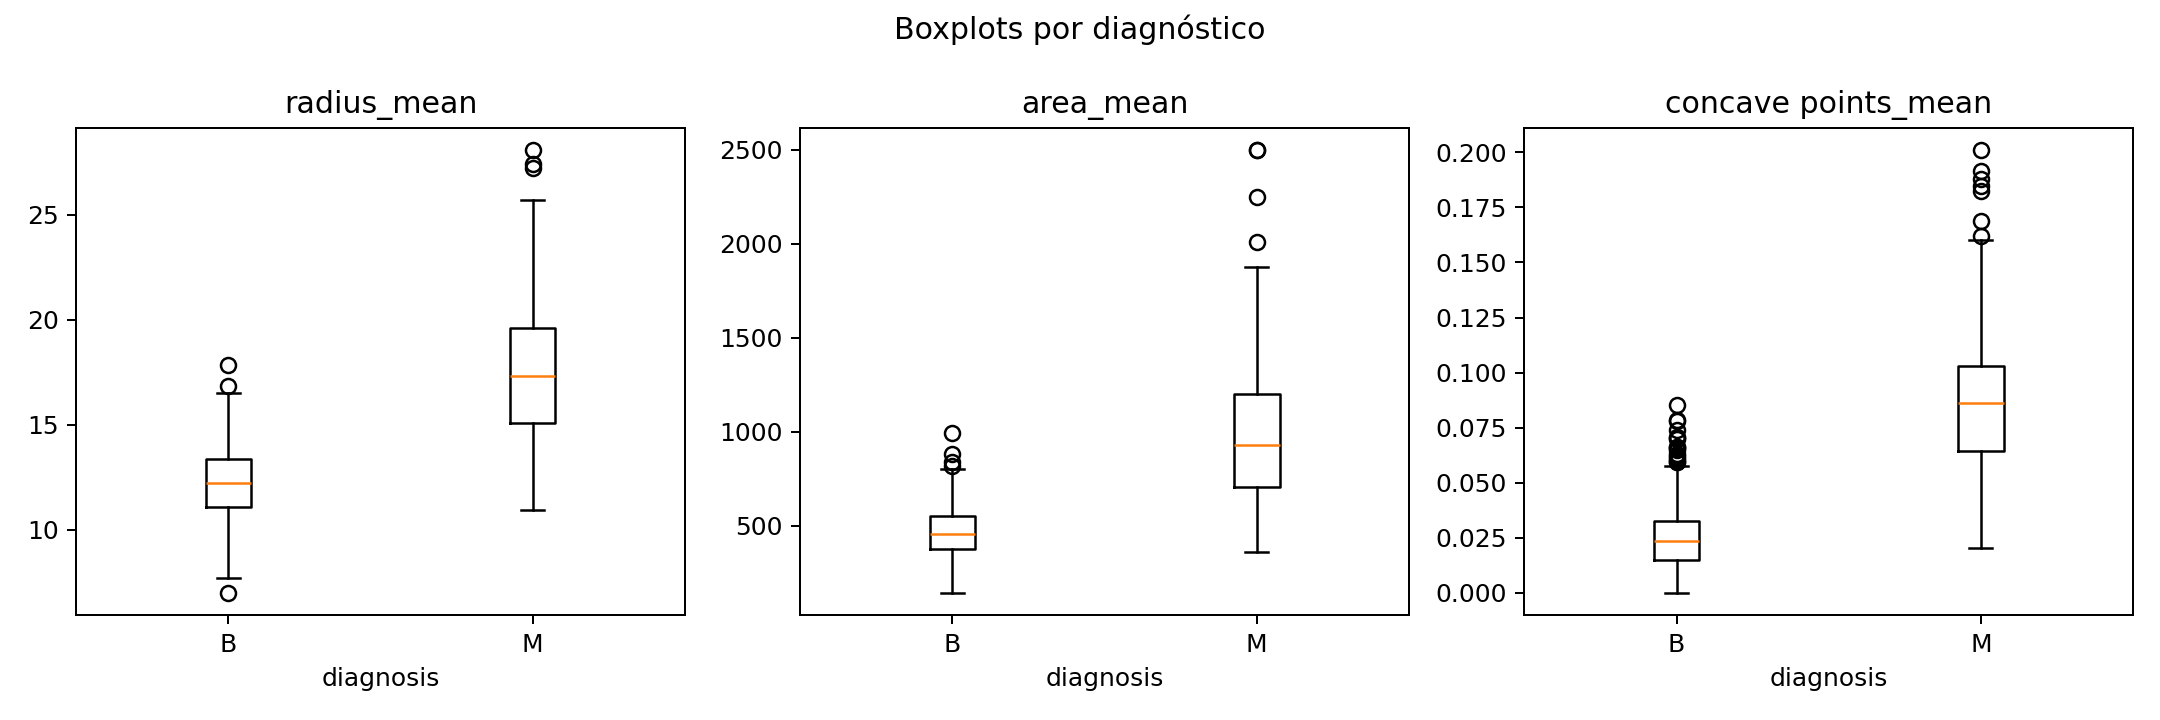 Boxplots por diagnóstico
radius_mean
25
20
15
10
B M
diagnosis
area_mean
2500
2000
1500
1000
500
B M
diagnosis
concave points_mean
0.200
0.175
0.150
0.125
0.100
0.075
0.050
0.025
0.000
B M
diagnosis